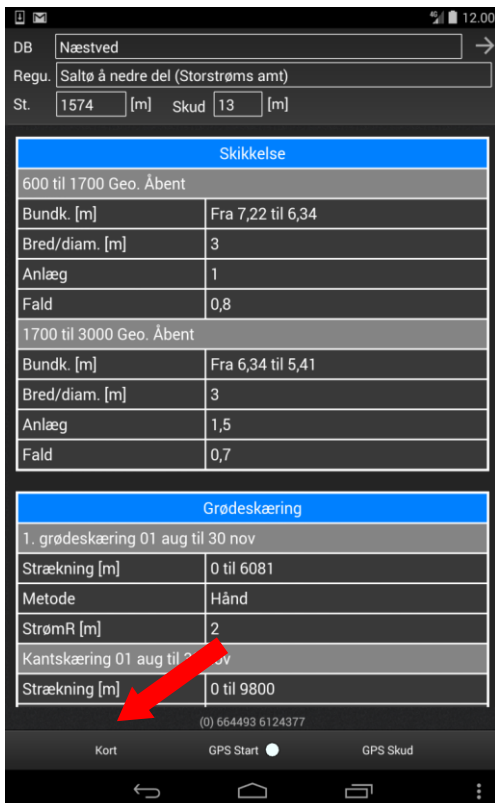 4G 12.00
DB Næstved
Regu. Saltø å nedre del (Storstrøms amt)
St. 1574 [m] Skud 13 [m]
Skikkelse
600 til 1700 Geo. Åbent
Bundk. [m] Fra 7,22 til 6,34
Bred/diam. [m] 3
Anlæg 1
Fald 0,8
1700 til 3000 Geo. Åbent
Bundk. [m] Fra 6,34 til 5,41
Bred/diam. [m] 3
Anlæg 1,5
Fald 0,7
Grødeskæring
1. grødeskæring 01 aug til 30 nov
Strækning [m] 0 til 6081
Metode Hånd
StrømR [m] 2
Kantskæring 01 aug til
Strækning [m] 0 til 9800
(0) 664493 6124377
Kort GPS Start GPS Skud